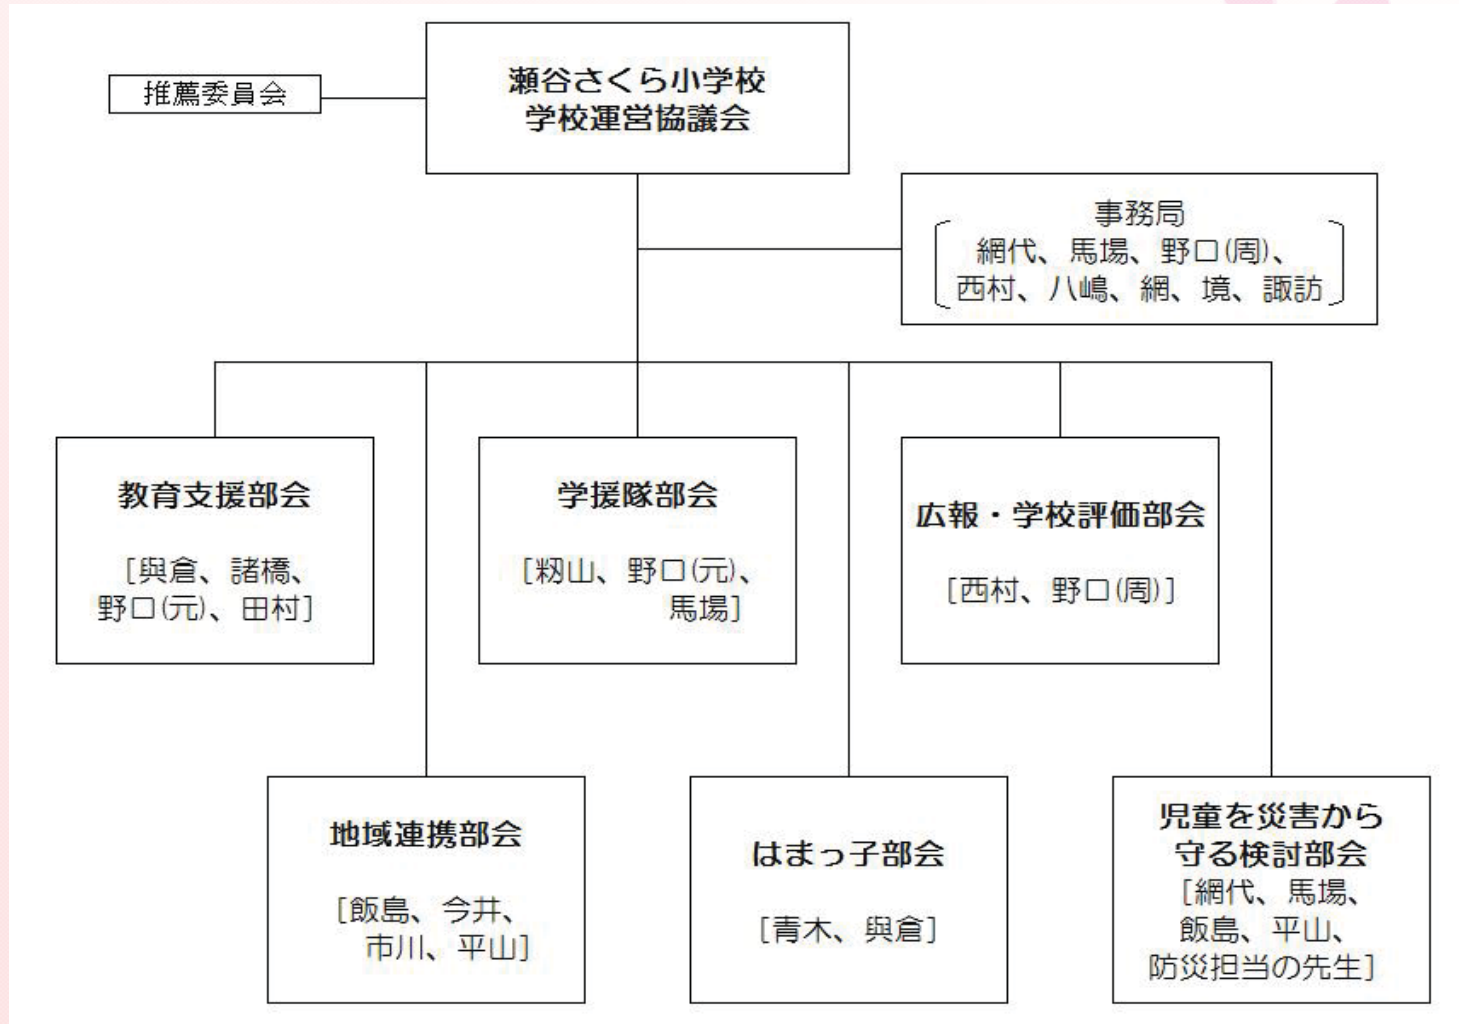 推薦委員会
瀬谷さくら小学校
学校運営協議会
事務局
網代、馬場、野口(周)、
西村、八嶋、網、境、諏訪
教育支援部会
[與倉、諸橋、
野口(元)、田村]
学援隊部会
[籾山、野口(元)、
馬場]
広報・学校評価部会
[西村、野口(周)]
地域連携部会
[飯島、今井、
市川、平山]
はまっ子部会
[青木、與倉]
児童を災害から
守る検討部会
[網代、馬場、
飯島、平山、
防災担当の先生]